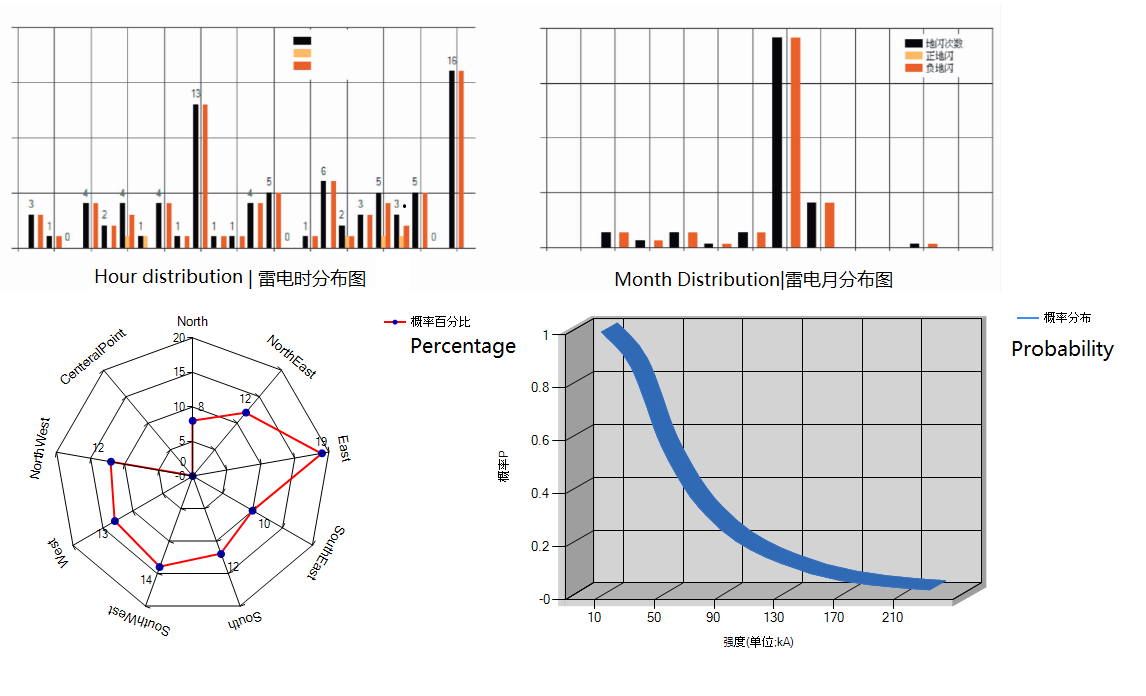 3
1
0
4
2
4
1
4
1
13
1
1
4
5
0
1
6
2
3
5
3
5
0
16
Hour distribution | 雷电时分布图
地闪次数
正地闪
负地闪
Month Distribution|雷电月分布图
概率百分比
Percentage
North
NorthEast
East
SouthEast
South
SouthWest
West
NorthWest
CenteralPoint
20
15
10
5
0
-0
8
12
19
10
12
14
13
12
概率分布
Probability
概率P
1
0.8
0.6
0.4
0.2
-0
10
50
90
130
170
210
强度(单位:kA)